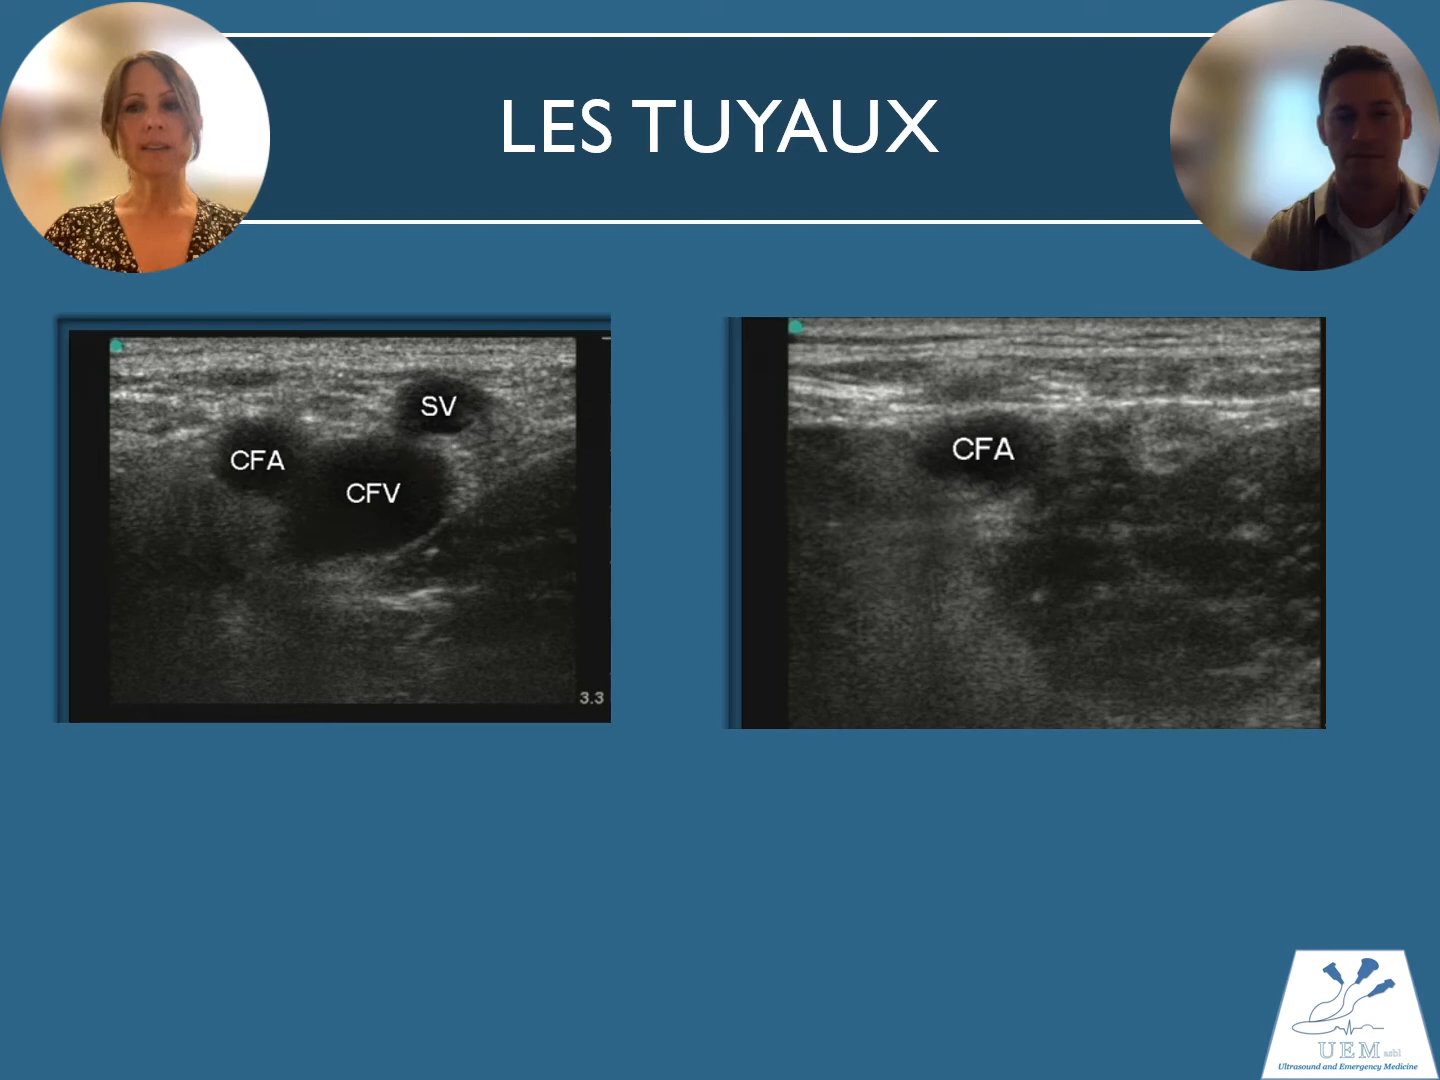 LES TUYAUX
SV
CFA
CFV
3.3
CFA
UEM asbl
Ultrasound and Emergency Medicine